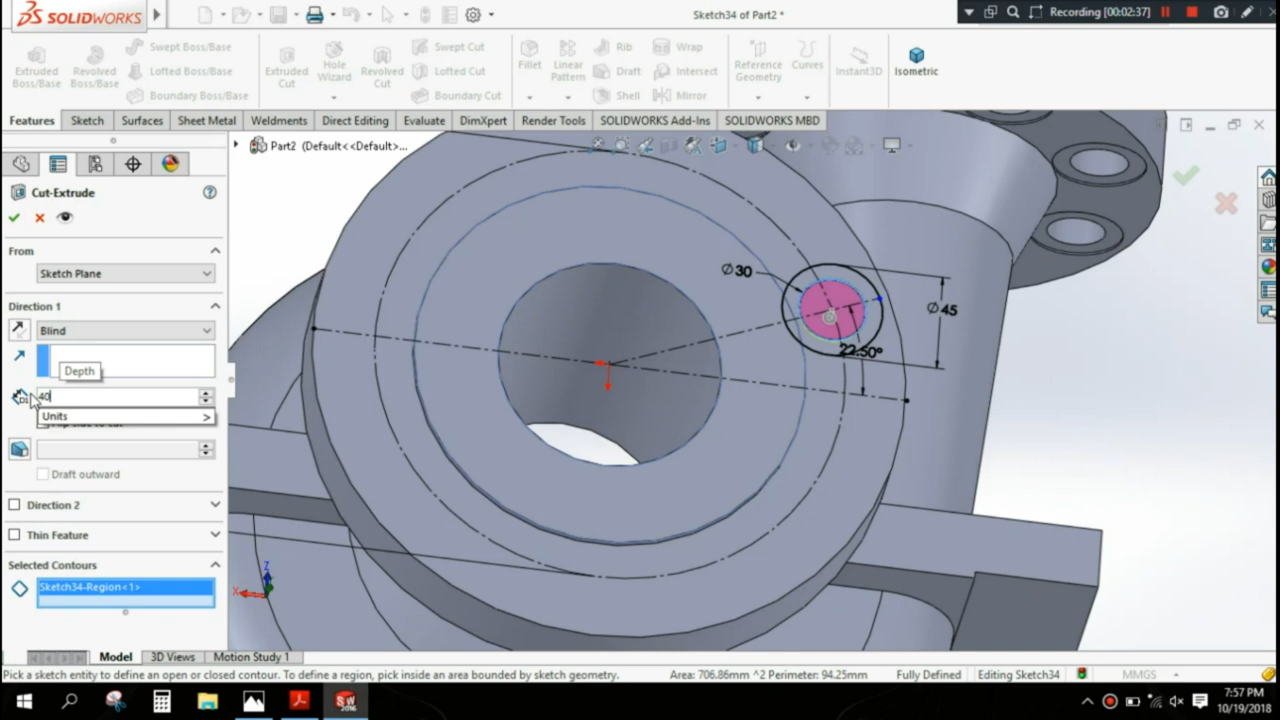 SOLIDWORKS
Sketch34 of Part2 *
Recording [00:02:37]
Extruded Boss/Base
Revolved Boss/Base
Swept Boss/Base
Lofted Boss/Base
Boundary Boss/Base
Extruded Cut
Hole Wizard
Revolved Cut
Swept Cut
Lofted Cut
Boundary Cut
Fillet
Linear Pattern
Rib
Draft
Shell
Wrap
Intersect
Mirror
Reference Geometry
Curves
Instant3D
Isometric
Features
Sketch
Surfaces
Sheet Metal
Weldments
Direct Editing
Evaluate
DimXpert
Render Tools
SOLIDWORKS Add-Ins
SOLIDWORKS MBD
Part2 (Default<<Default>...
Cut-Extrude
From
Sketch Plane
Direction 1
Blind
Depth
D1
40
Units >
Draft outward
Direction 2
Thin Feature
Selected Contours
Sketch34-Region<1>
Ø30
Ø45
22.50°
Z
X
Model
3D Views
Motion Study 1
Pick a sketch entity to define an open or closed contour. To define a region, pick inside an area bounded by sketch geometry.
Area: 706.86mm ^2 Perimeter: 94.25mm
Fully Defined
Editing Sketch34
MMGS
SW
2016
7:57 PM
10/19/2018